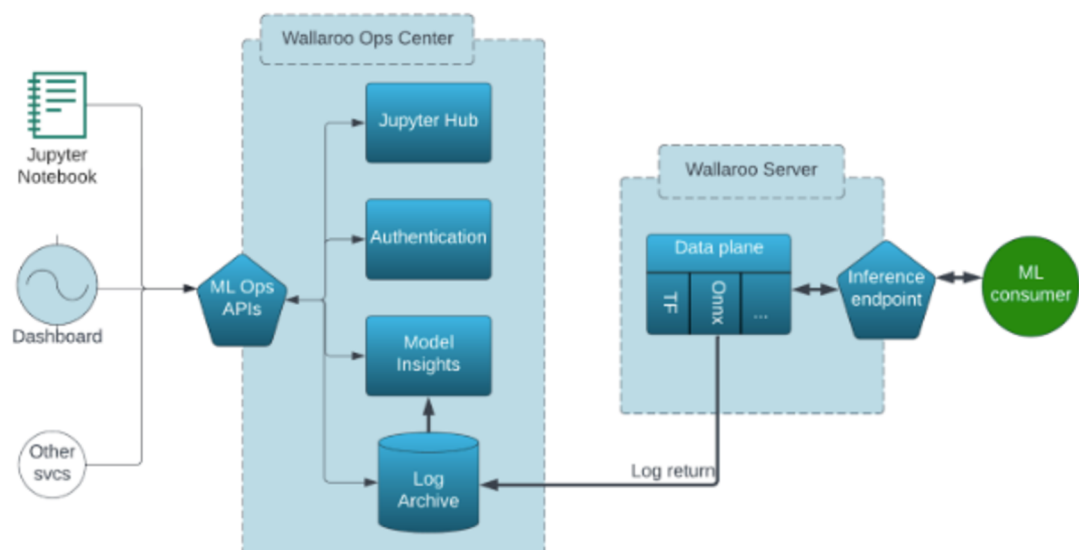 Wallaroo Ops Center
Jupyter
Notebook
Dashboard
Other
svcs
ML Ops
APIs
Jupyter Hub
Authentication
Model
Insights
Log
Archive
Log return
Wallaroo Server
Data plane
TF
Onnx
...
Inference
endpoint
ML
consumer